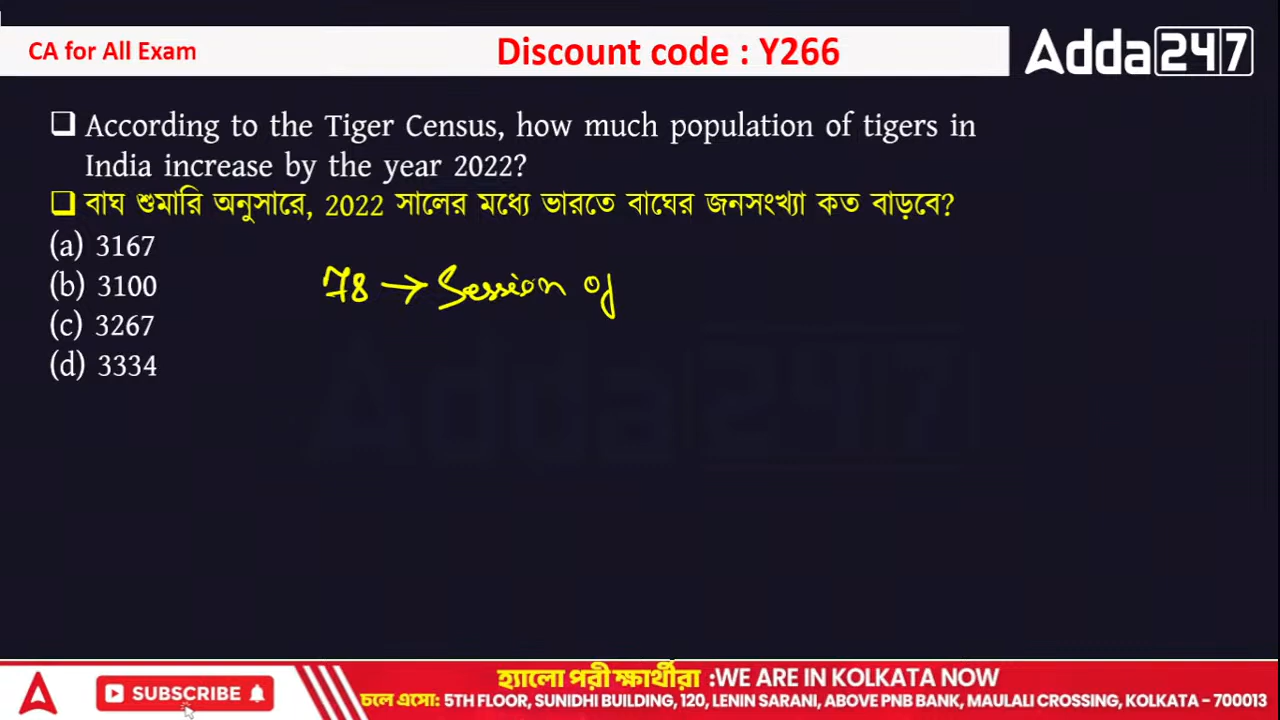 CA for All Exam
Discount code : Y266
Adda247
According to the Tiger Census, how much population of tigers in
India increase by the year 2022?
বাঘ শুমারি অনুসারে, 2022 সালের মধ্যে ভারতে বাঘের জনসংখ্যা কত বাড়বে?
(a) 3167
(b) 3100
(c) 3267
(d) 3334
78 → Session of
Adda247
SUBSCRIBE
হ্যালো পরীক্ষার্থীরা :WE ARE IN KOLKATA NOW
চলে এসো: 5TH FLOOR, SUNIDHI BUILDING, 120, LENIN SARANI, ABOVE PNB BANK, MAULALI CROSSING, KOLKATA - 700013